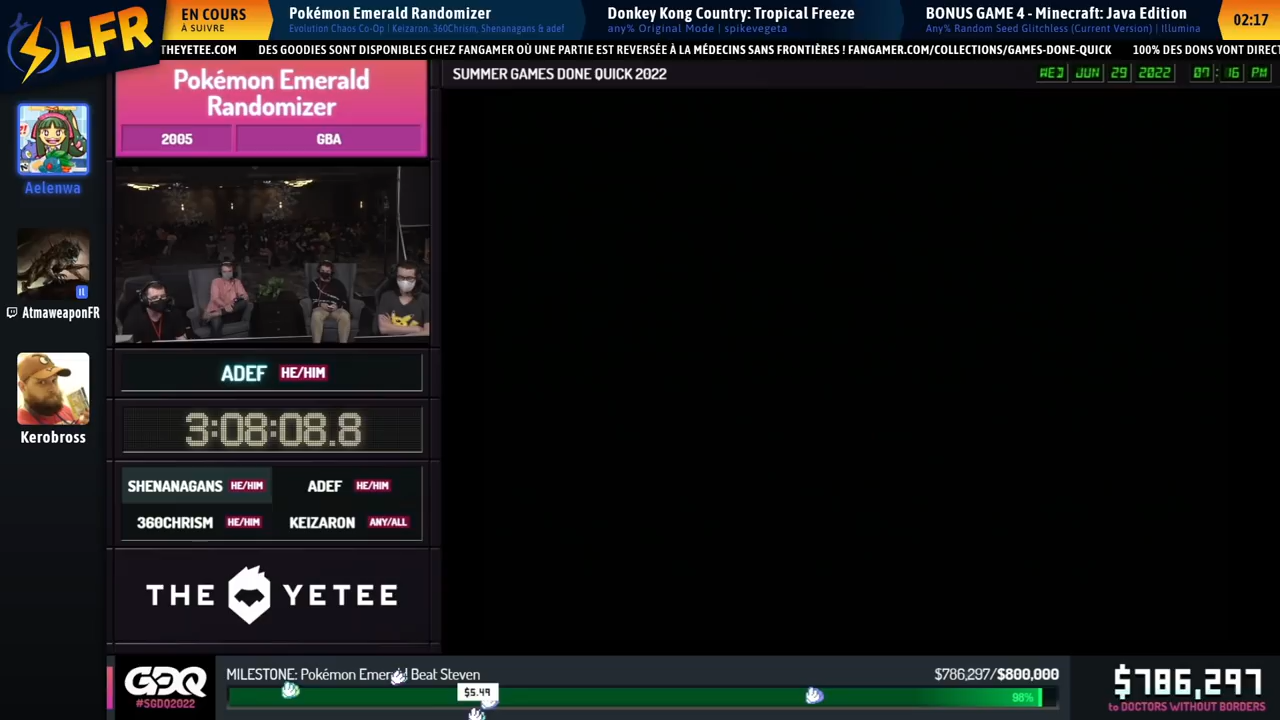 LFR
EN COURS
À SUIVRE
Pokémon Emerald Randomizer
Evolution Chaos Co-Op | Keizaron, 360Chrism, Shenanagans & adef
Donkey Kong Country: Tropical Freeze
any% Original Mode | spikevegeta
BONUS GAME 4 - Minecraft: Java Edition
Any% Random Seed Glitchless (Current Version) | Illumina
02:17
THEYETEE.COM DES GOODIES SONT DISPONIBLES CHEZ FANGAMER OÙ UNE PARTIE EST REVERSÉE À LA MÉDECINS SANS FRONTIÈRES ! FANGAMER.COM/COLLECTIONS/GAMES-DONE-QUICK 100% DES DONS VONT DIRECT
Pokémon Emerald
Randomizer
2005 GBA
SUMMER GAMES DONE QUICK 2022
WED JUN 29 2022 07:16 PM
Aelenwa
AtmaweaponFR
Kerobross
ADEF HE/HIM
3:08:08.8
SHENANAGANS HE/HIM ADEF HE/HIM
360CHRISM HE/HIM KEIZARON ANY/ALL
THE YETEE
GDQ
#SGDQ2022
MILESTONE: Pokémon Emerald Beat Steven
$786,297/$800,000
$5.49
98%
$786,297
to DOCTORS WITHOUT BORDERS